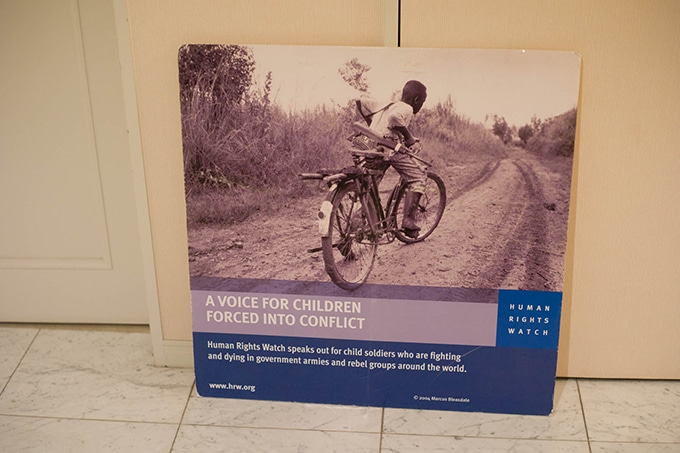 A VOICE FOR CHILDREN
FORCED INTO CONFLICT
HUMAN
RIGHTS
WATCH
Human Rights Watch speaks out for child soldiers who are fighting
and dying in government armies and rebel groups around the world.
www.hrw.org
© 2004 Marcus Bleasdale